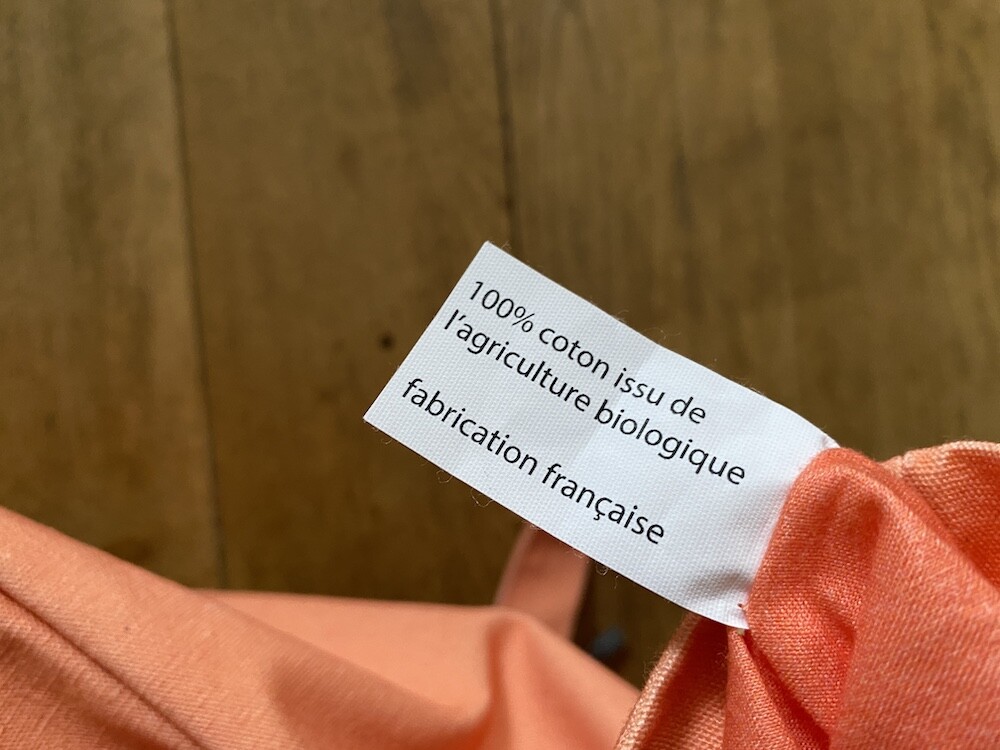 100% coton issu de
l'agriculture biologique
fabrication française